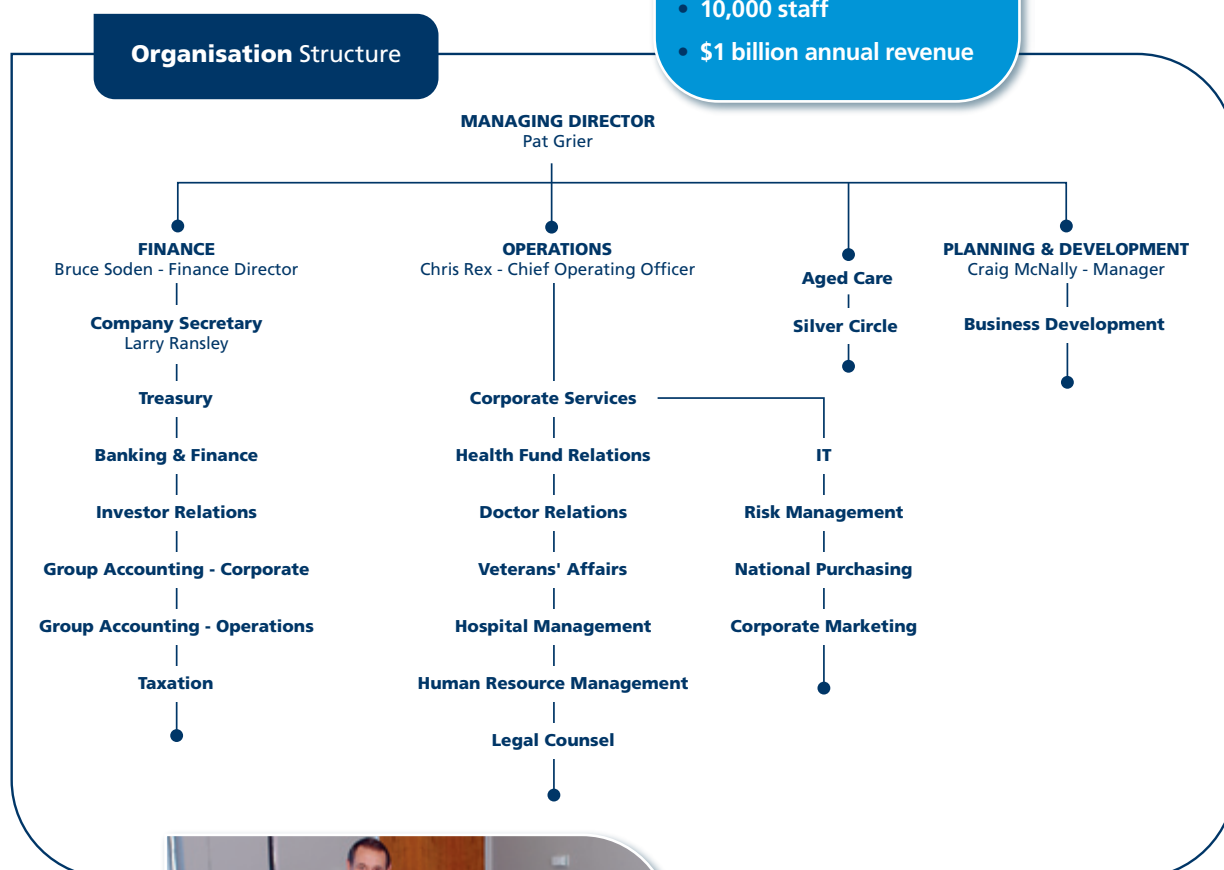 • 10,000 staff
• $1 billion annual revenue
Organisation Structure
MANAGING DIRECTOR
Pat Grier
FINANCE
Bruce Soden - Finance Director
Company Secretary
Larry Ransley
Treasury
Banking & Finance
Investor Relations
Group Accounting - Corporate
Group Accounting - Operations
Taxation
OPERATIONS
Chris Rex - Chief Operating Officer
Corporate Services
Health Fund Relations
Doctor Relations
Veterans' Affairs
Hospital Management
Human Resource Management
Legal Counsel
IT
Risk Management
National Purchasing
Corporate Marketing
Aged Care
Silver Circle
PLANNING & DEVELOPMENT
Craig McNally - Manager
Business Development